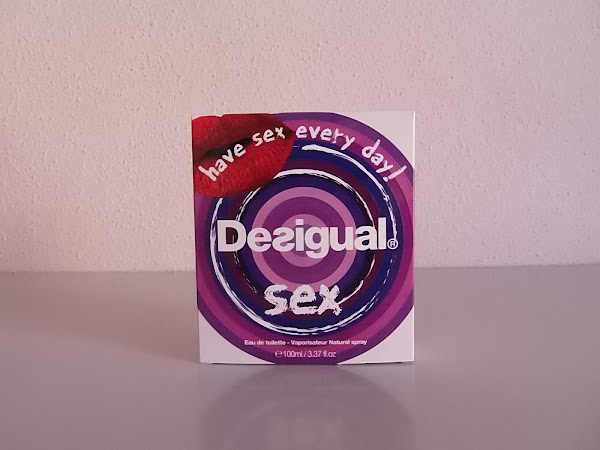 have sex every day!
Desigual®
sex
Eau de toilette - Vaporisateur Natural spray
℮100ml / 3.37 fl.oz